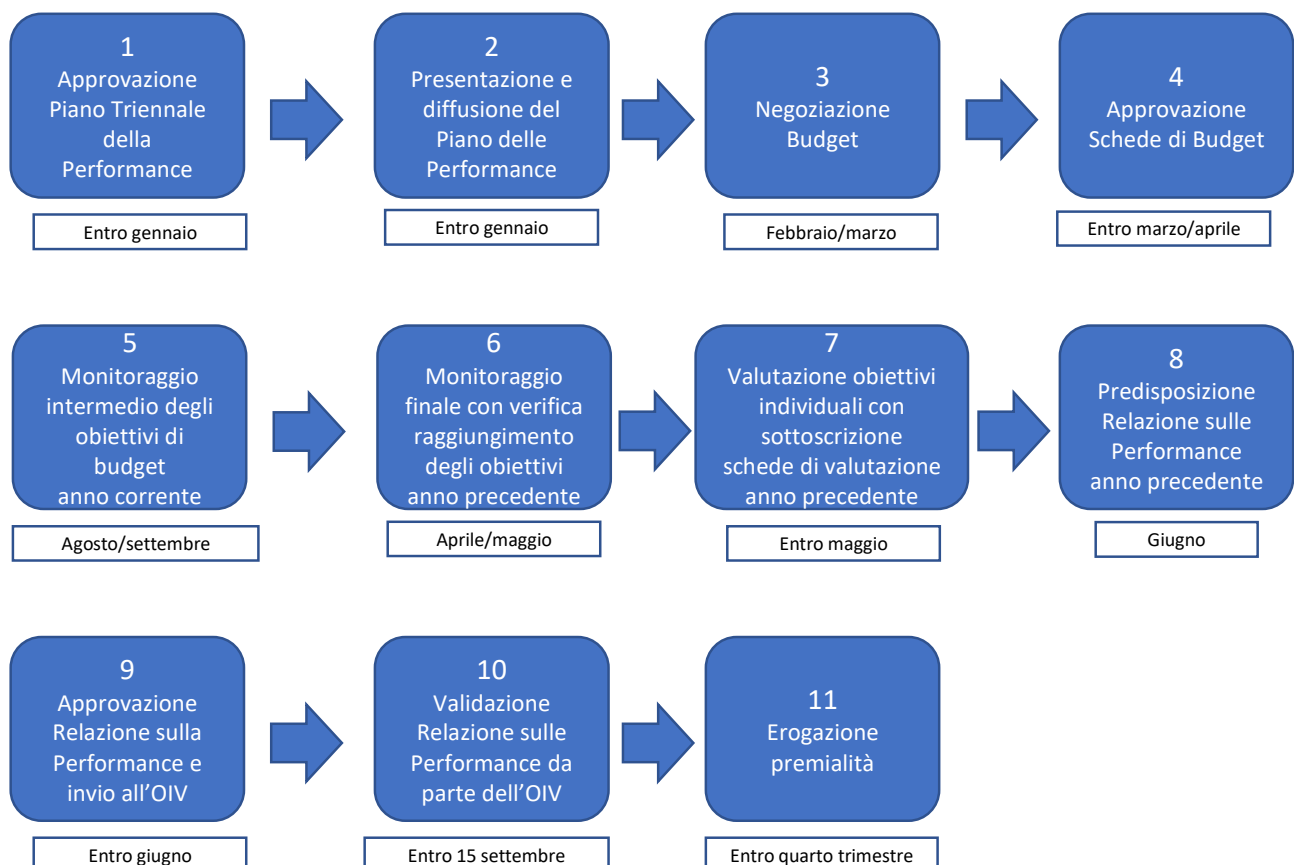 1
Approvazione
Piano Triennale
della
Performance
Entro gennaio
2
Presentazione e
diffusione del
Piano delle
Performance
Entro gennaio
3
Negoziazione
Budget
Febbraio/marzo
4
Approvazione
Schede di Budget
Entro marzo/aprile
5
Monitoraggio
intermedio degli
obiettivi di
budget
anno corrente
Agosto/settembre
6
Monitoraggio
finale con verifica
raggiungimento
degli obiettivi
anno precedente
Aprile/maggio
7
Valutazione obiettivi
individuali con
sottoscrizione
schede di valutazione
anno precedente
Entro maggio
8
Predisposizione
Relazione sulle
Performance
anno precedente
Giugno
9
Approvazione
Relazione sulla
Performance e
invio all’OIV
Entro giugno
10
Validazione
Relazione sulle
Performance da
parte dell’OIV
Entro 15 settembre
11
Erogazione
premialità
Entro quarto trimestre